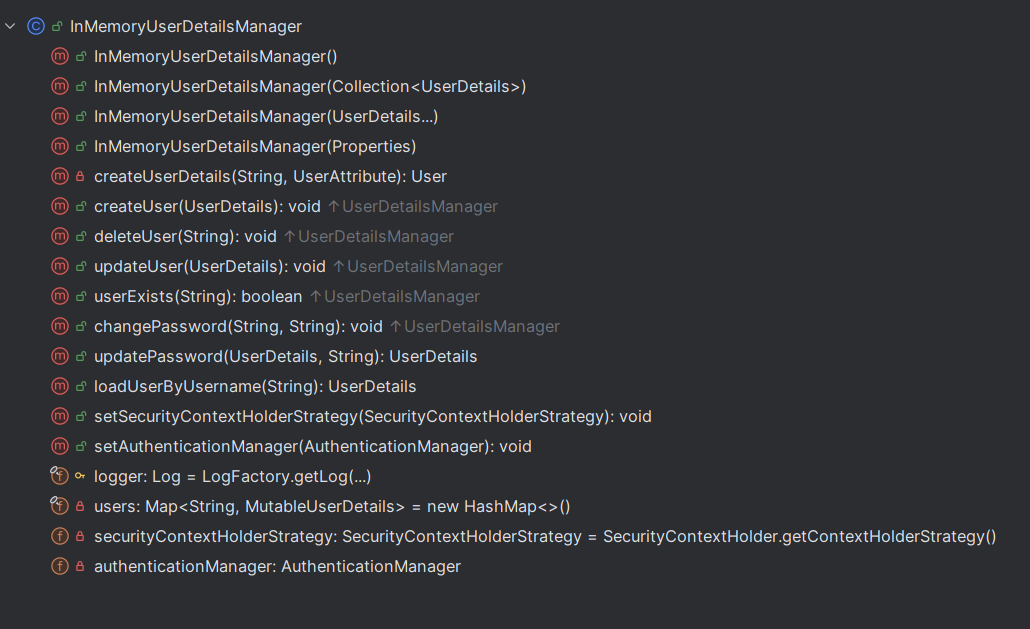 InMemoryUserDetailsManager
InMemoryUserDetailsManager()
InMemoryUserDetailsManager(Collection<UserDetails>)
InMemoryUserDetailsManager(UserDetails...)
InMemoryUserDetailsManager(Properties)
createUserDetails(String, UserAttribute): User
createUser(UserDetails): void ↑UserDetailsManager
deleteUser(String): void ↑UserDetailsManager
updateUser(UserDetails): void ↑UserDetailsManager
userExists(String): boolean ↑UserDetailsManager
changePassword(String, String): void ↑UserDetailsManager
updatePassword(UserDetails, String): UserDetails
loadUserByUsername(String): UserDetails
setSecurityContextHolderStrategy(SecurityContextHolderStrategy): void
setAuthenticationManager(AuthenticationManager): void
logger: Log = LogFactory.getLog(...)
users: Map<String, MutableUserDetails> = new HashMap<>()
securityContextHolderStrategy: SecurityContextHolderStrategy = SecurityContextHolder.getContextHolderStrategy()
authenticationManager: AuthenticationManager